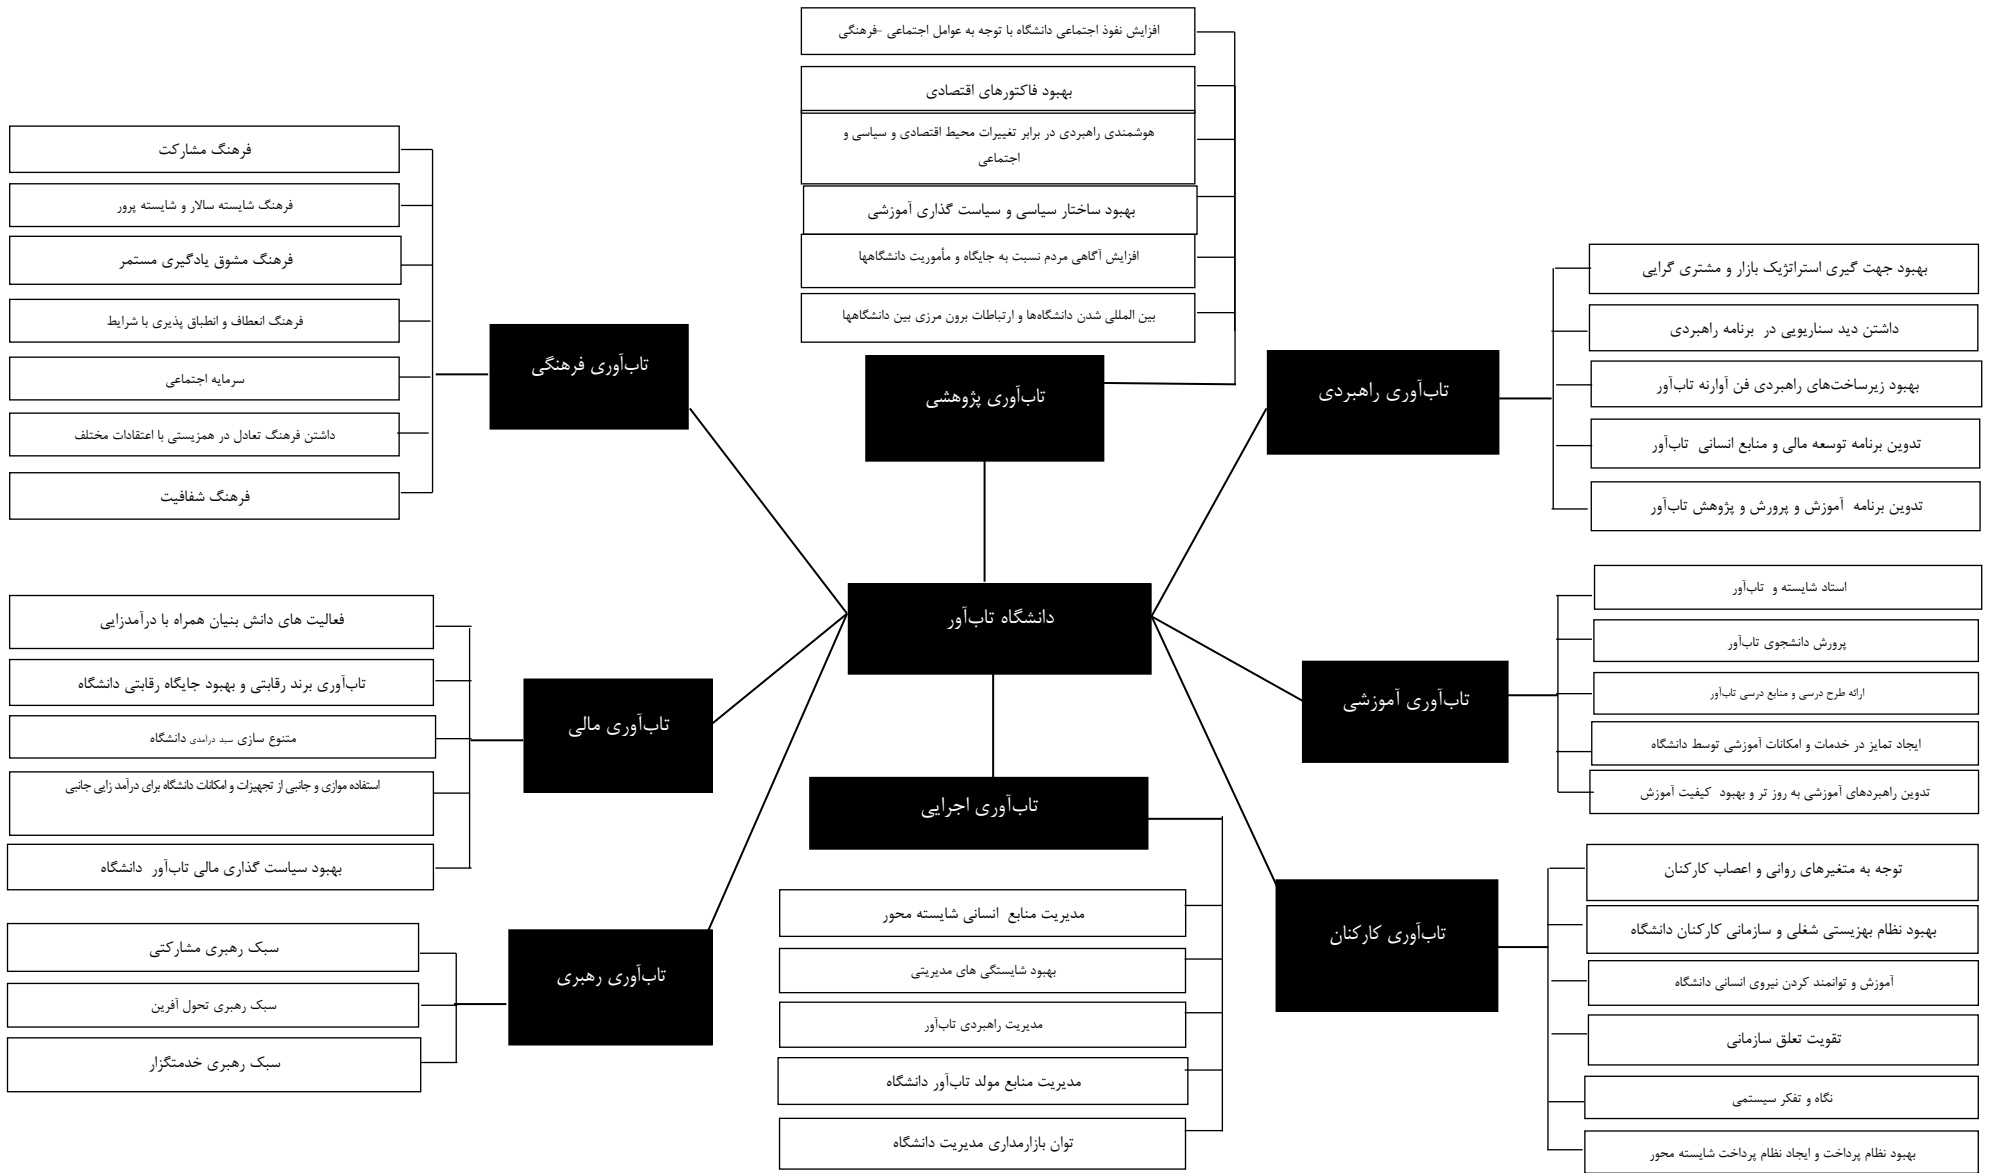 افزایش نفوذ اجتماعی دانشگاه با توجه به عوامل اجتماعی –فرهنگی
بهبود فاکتورهای اقتصادی
هوشمندی راهبردی در برابر تغییرات محیط اقتصادی و سیاسی و
اجتماعی
بهبود ساختار سیاسی و سیاست گذاری آموزشی
افزایش آگاهی مردم نسبت به جایگاه و مأموریت دانشگاهها
بین المللی شدن دانشگاه‌ها و ارتباطات برون مرزی بین دانشگاهها
تاب‌آوری پژوهشی
بهبود جهت گیری استراتژیک بازار و مشتری گرایی
داشتن دید سناریویی در برنامه راهبردی
بهبود زیرساخت‌های راهبردی فن آوارنه تاب‌آور
تدوین برنامه توسعه مالی و منابع انسانی تاب‌آور
تدوین برنامه آموزش و پرورش و پژوهش تاب‌آور
تاب‌آوری راهبردی
فرهنگ مشارکت
فرهنگ شایسته سالار و شایسته پرور
فرهنگ مشوق یادگیری مستمر
فرهنگ انعطاف و انطباق پذیری با شرایط
سرمایه اجتماعی
داشتن فرهنگ تعادل در همزیستی با اعتقادات مختلف
فرهنگ شفافیت
تاب‌آوری فرهنگی
دانشگاه تاب‌آور
استاد شایسته و تاب‌آور
پرورش دانشجوی تاب‌آور
ارائه طرح درسی و منابع درسی تاب‌آور
ایجاد تمایز در خدمات و امکانات آموزشی توسط دانشگاه
تدوین راهبردهای آموزشی به روز تر و بهبود کیفیت آموزش
تاب‌آوری آموزشی
فعالیت های دانش بنیان همراه با درآمدزایی
تاب‌آوری برند رقابتی و بهبود جایگاه رقابتی دانشگاه
متنوع سازی سبد درامدی دانشگاه
استفاده موازی و جانبی از تجهیزات و امکانات دانشگاه برای درآمد زایی جانبی
بهبود سیاست گذاری مالی تاب‌آور دانشگاه
تاب‌آوری مالی
تاب‌آوری اجرایی
مدیریت منابع انسانی شایسته محور
بهبود شایستگی های مدیریتی
مدیریت راهبردی تاب‌آور
مدیریت منابع مولد تاب‌آور دانشگاه
توان بازارمداری مدیریت دانشگاه
توجه به متغیرهای روانی و اعصاب کارکنان
بهبود نظام بهزیستی شغلی و سازمانی کارکنان دانشگاه
آموزش و توانمند کردن نیروی انسانی دانشگاه
تقویت تعلق سازمانی
نگاه و تفکر سیستمی
بهبود نظام پرداخت و ایجاد نظام پرداخت شایسته محور
تاب‌آوری کارکنان
سبک رهبری مشارکتی
سبک رهبری تحول آفرین
سبک رهبری خدمتگزار
تاب‌آوری رهبری